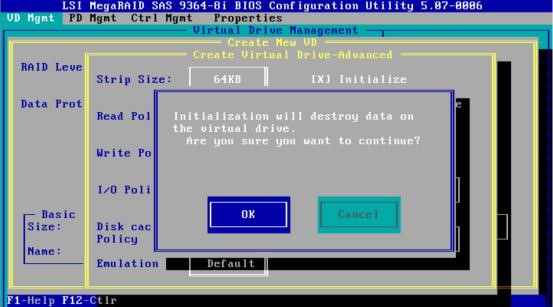 LSI MegaRAID SAS 9364-8i BIOS Configuration Utility 5.07-0006
VD Mgmt PD Mgmt Ctrl Mgmt Properties
Virtual Drive Management
Create New VD
Create Virtual Drive-Advanced
RAID Leve
Strip Size: 64KB [X] Initialize
Data Prot
Read Pol
e
Initialization will destroy data on
the virtual drive.
Are you sure you want to continue?
Write Po
I/O Poli
OK Cancel
Basic
Size:
Disk cac
Policy
Name:
Emulation Default
F1-Help F12-Ctlr